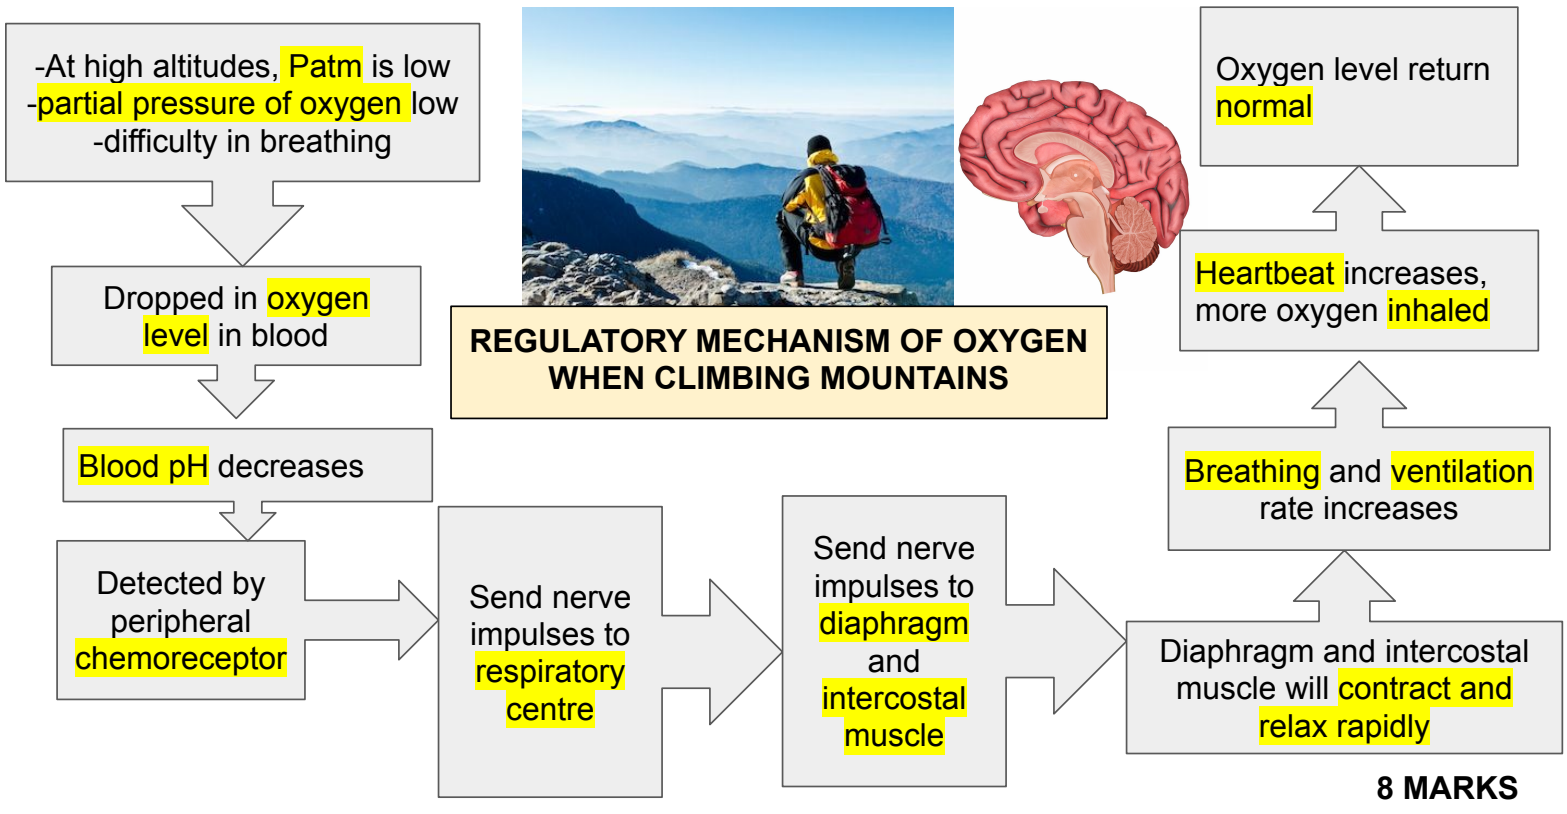 -At high altitudes, Patm is low
-partial pressure of oxygen low
-difficulty in breathing
Dropped in oxygen
level in blood
Blood pH decreases
Detected by
peripheral
chemoreceptor
Send nerve
impulses to
respiratory
centre
Send nerve
impulses to
diaphragm
and
intercostal
muscle
Diaphragm and intercostal
muscle will contract and
relax rapidly
Breathing and ventilation
rate increases
Heartbeat increases,
more oxygen inhaled
Oxygen level return
normal
REGULATORY MECHANISM OF OXYGEN
WHEN CLIMBING MOUNTAINS
8 MARKS